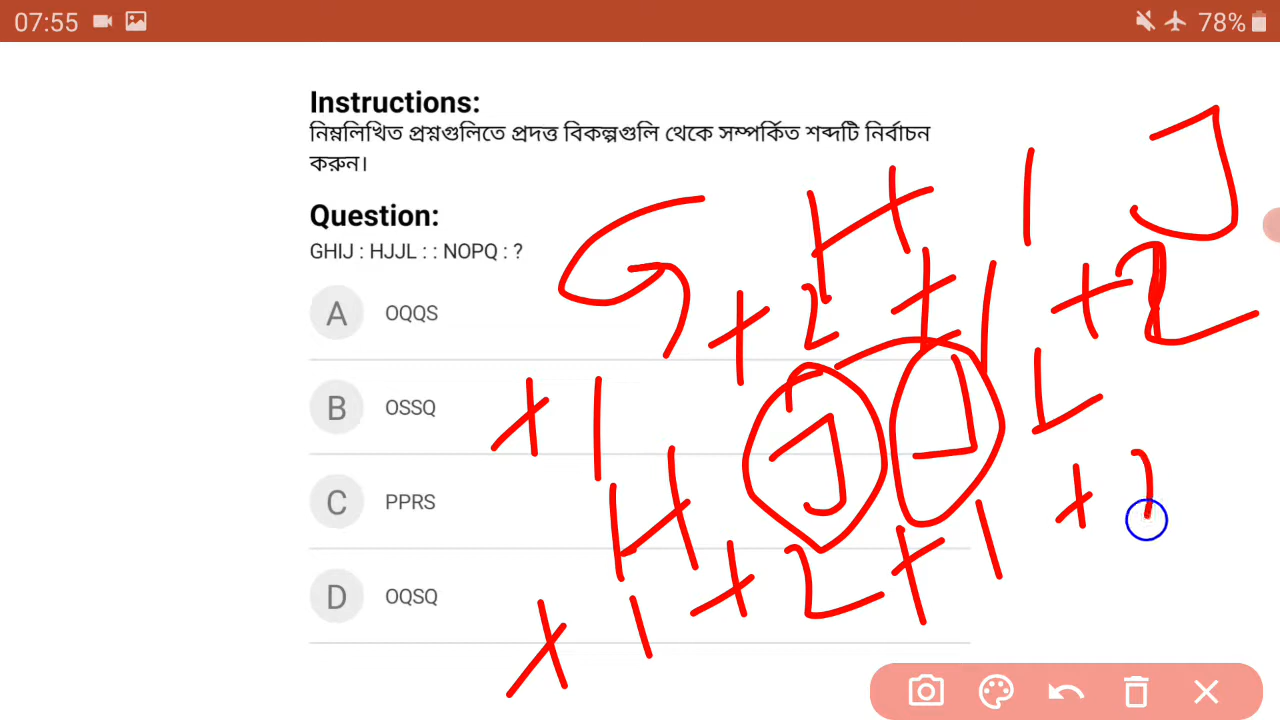 07:55
78%
Instructions:
নিম্নলিখিত প্রশ্নগুলিতে প্রদত্ত বিকল্পগুলি থেকে সম্পর্কিত শব্দটি নির্বাচন
করুন।
Question:
GHIJ : HJJL : : NOPQ : ?
A OQQS
B OSSQ
C PPRS
D OQSQ
G H I J
+1 +2 +1 +2
H J J L
+1 +2 +1 +2